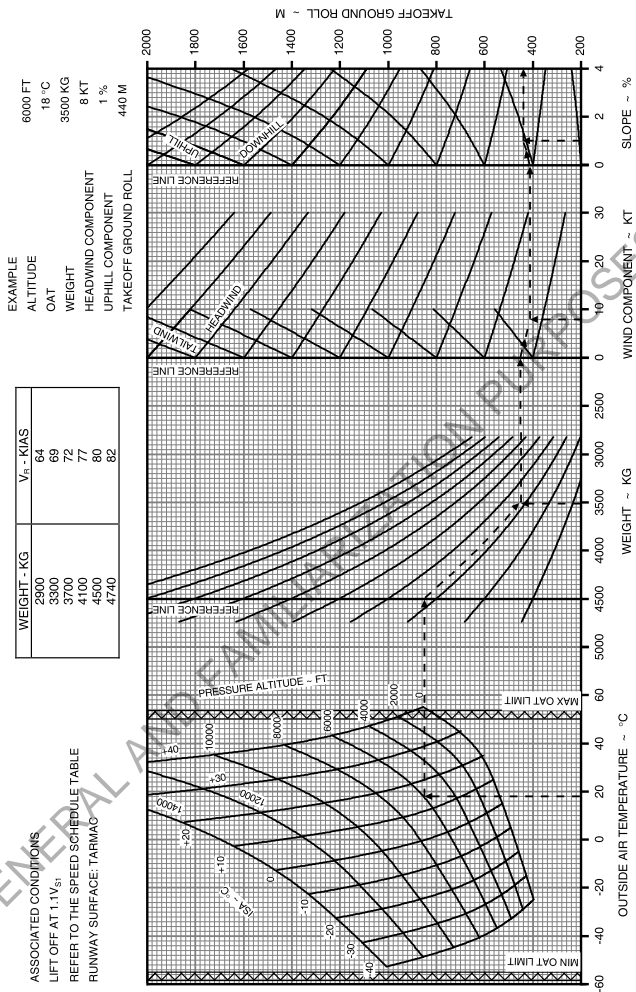 ASSOCIATED CONDITIONS
LIFT OFF AT 1.1VS1
REFER TO THE SPEED SCHEDULE TABLE
RUNWAY SURFACE: TARMAC
WEIGHT - KG VR - KIAS
2900 64
3300 69
3700 72
4100 77
4500 80
4740 82
EXAMPLE
ALTITUDE 6000 FT
OAT 18 °C
WEIGHT 3500 KG
HEADWIND COMPONENT 8 KT
UPHILL COMPONENT 1 %
TAKEOFF GROUND ROLL 440 M
GENERAL AND FAMILIARIZATION PURPOSES
MIN OAT LIMIT
MAX OAT LIMIT
ISA ~ °C
-40
-30
-20
-10
0
+10
+20
+30
+40
PRESSURE ALTITUDE ~ FT
14000
12000
10000
8000
6000
4000
2000
0
REFERENCE LINE
REFERENCE LINE
TAILWIND
HEADWIND
REFERENCE LINE
UPHILL
DOWNHILL
TAKEOFF GROUND ROLL ~ M
2000
1800
1600
1400
1200
1000
800
600
400
200
-60 -40 -20 0 20 40 60
OUTSIDE AIR TEMPERATURE ~ °C
5000 4500 4000 3500 3000 2500
WEIGHT ~ KG
0 10 20 30
WIND COMPONENT ~ KT
0 2 4
SLOPE ~ %